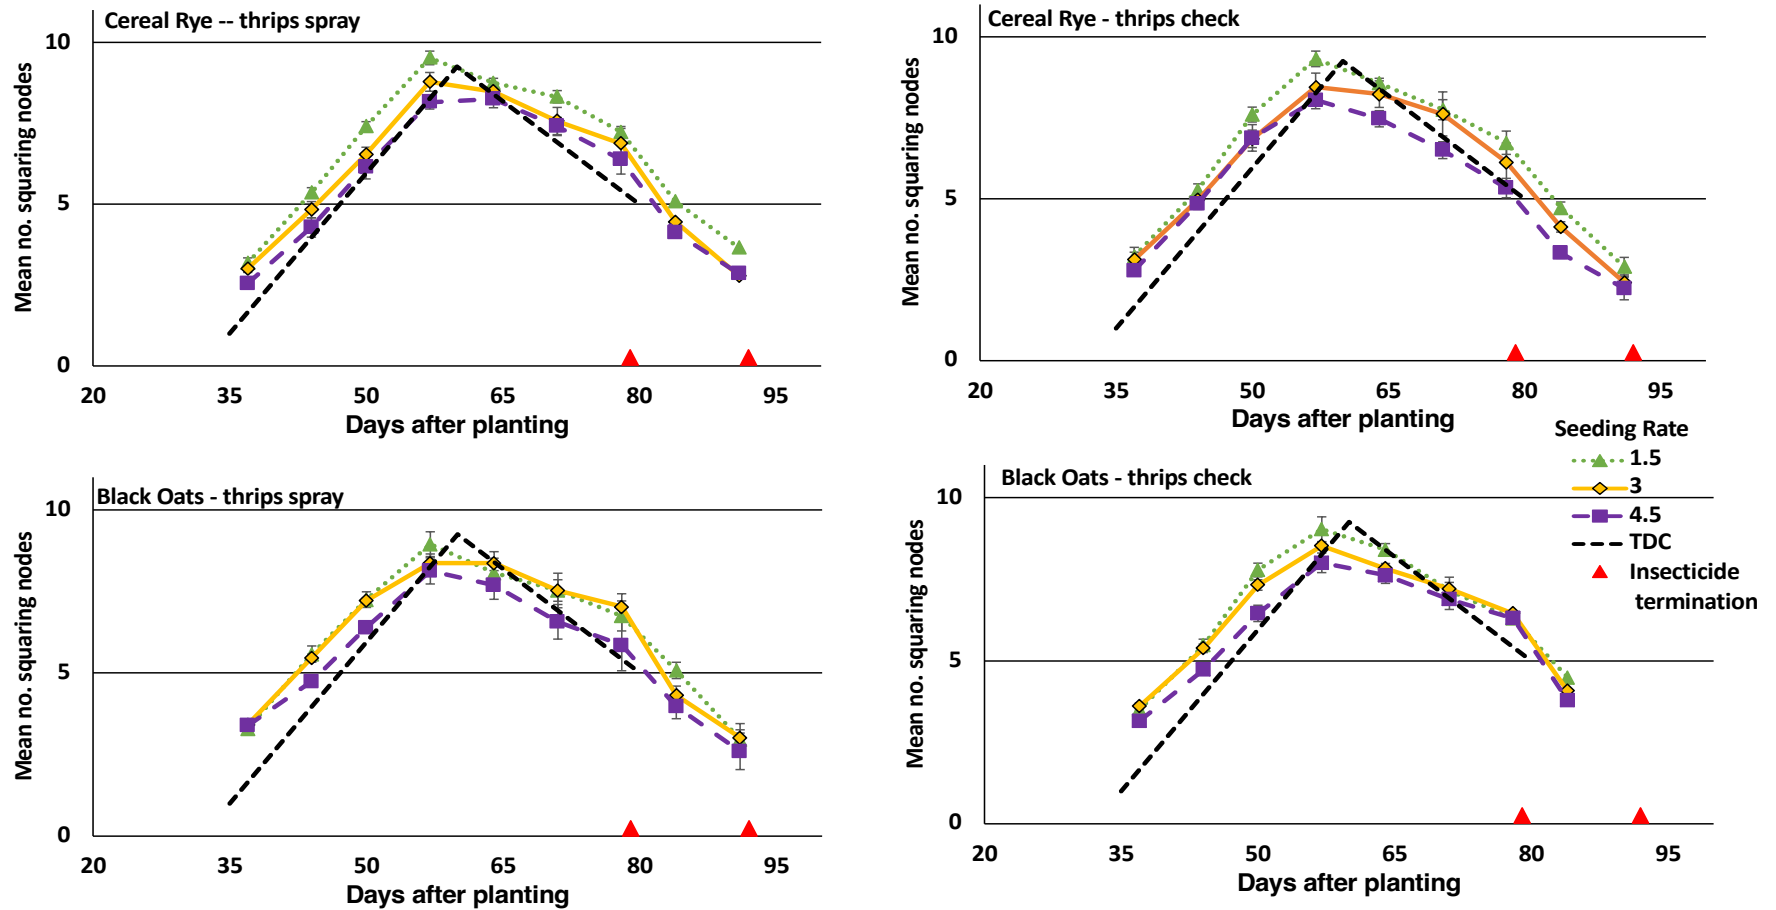 Cereal Rye -- thrips spray
Mean no. squaring nodes
10
5
0
20 35 50 65 80 95
Days after planting
Cereal Rye - thrips check
Mean no. squaring nodes
10
5
0
20 35 50 65 80 95
Days after planting
Seeding Rate
1.5
3
4.5
TDC
Insecticide
termination
Black Oats - thrips spray
Mean no. squaring nodes
10
5
0
20 35 50 65 80 95
Days after planting
Black Oats - thrips check
Mean no. squaring nodes
10
5
0
20 35 50 65 80 95
Days after planting